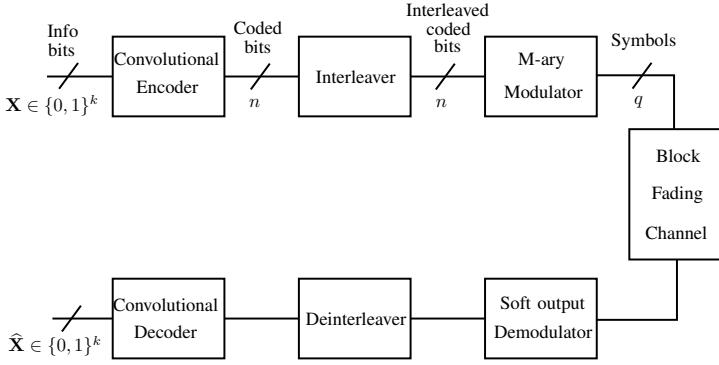 Info
bits
X ∈ {0, 1}^k
Convolutional
Encoder
Coded
bits
n
Interleaver
Interleaved
coded
bits
n
M-ary
Modulator
Symbols
q
Block
Fading
Channel
Soft output
Demodulator
Deinterleaver
Convolutional
Decoder
X̂ ∈ {0, 1}^k